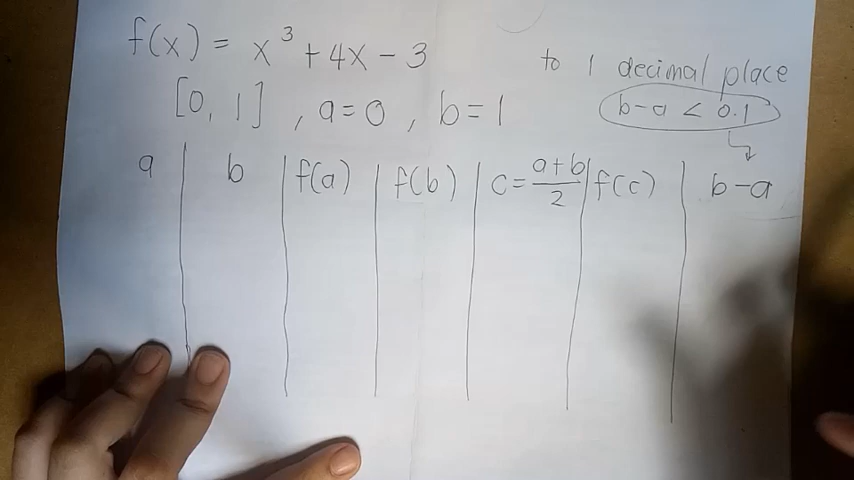 f(x) = x³ + 4x − 3
to 1 decimal place
[0, 1] , a=0 , b=1
b−a < 0.1
a b f(a) f(b) c = (a+b)/2 f(c) b−a